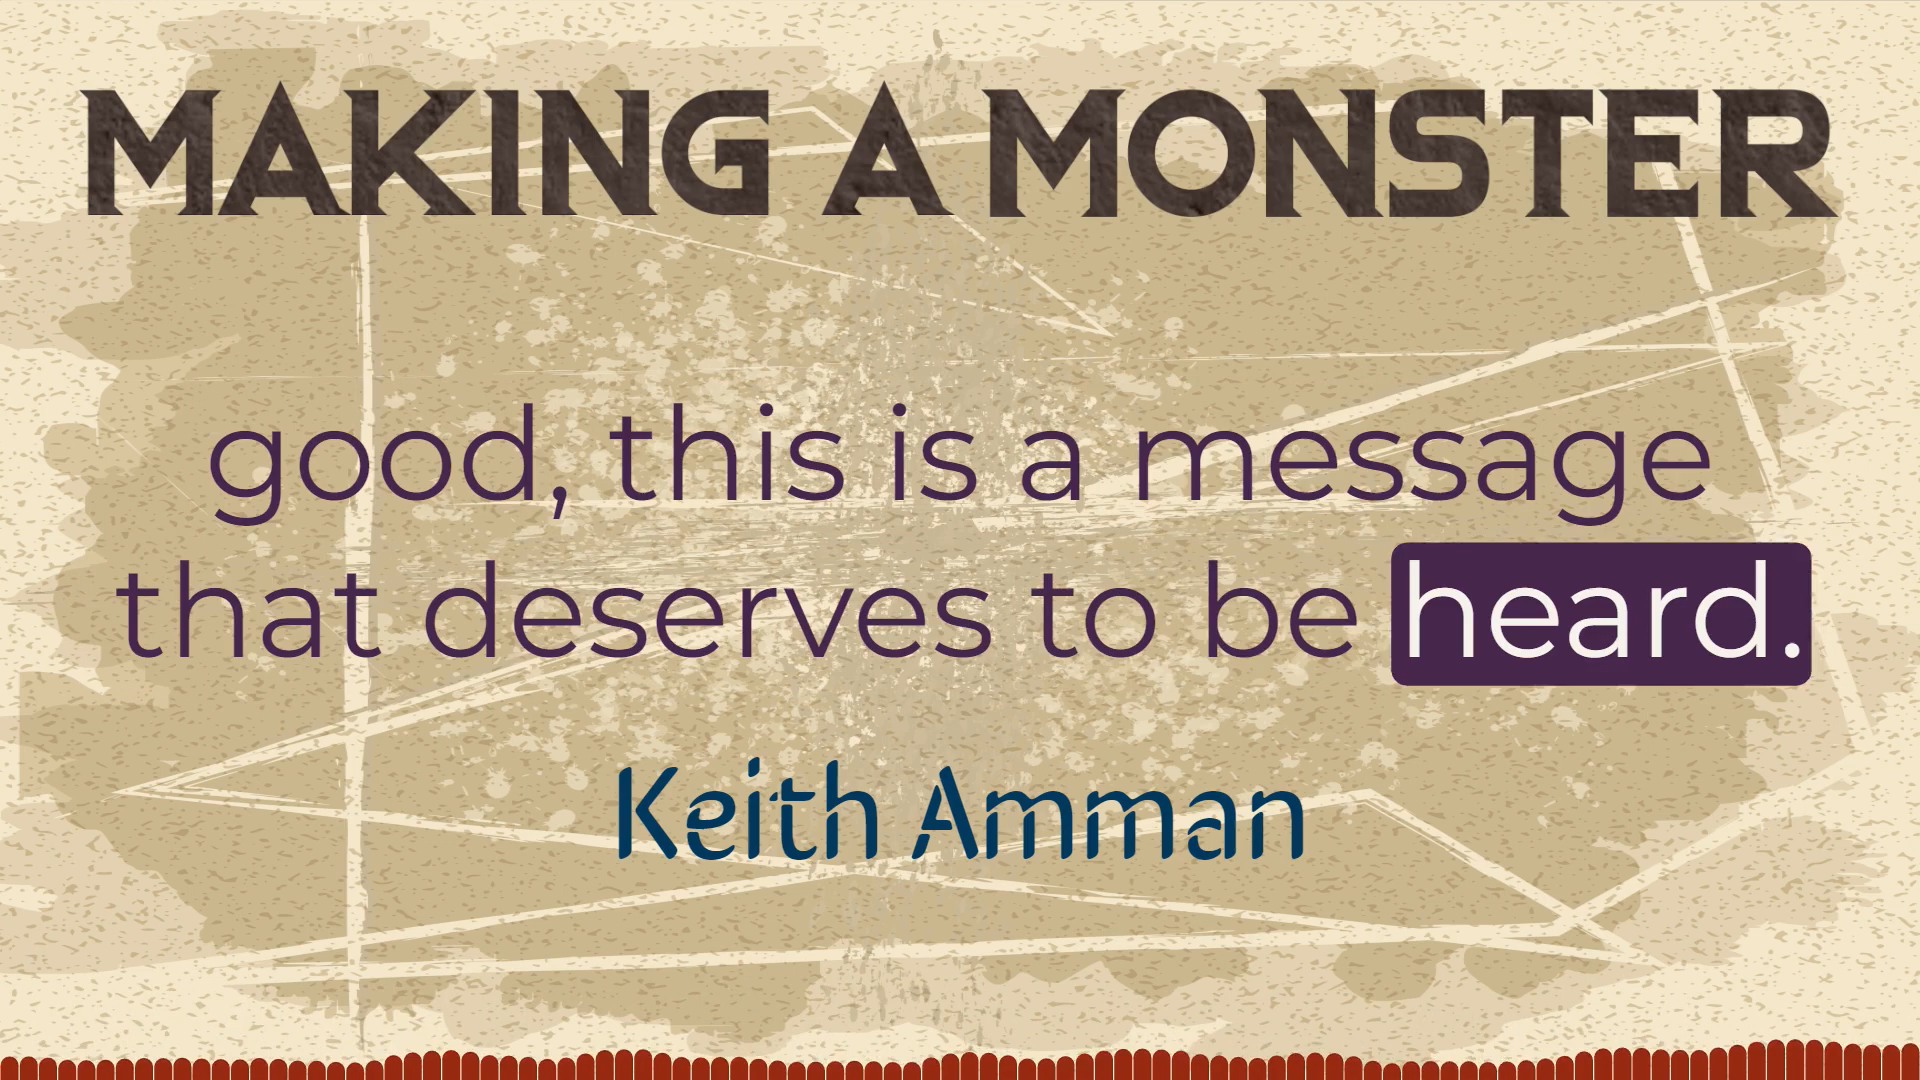 MAKING A MONSTER
good, this is a message
that deserves to be heard.
Keith Amman